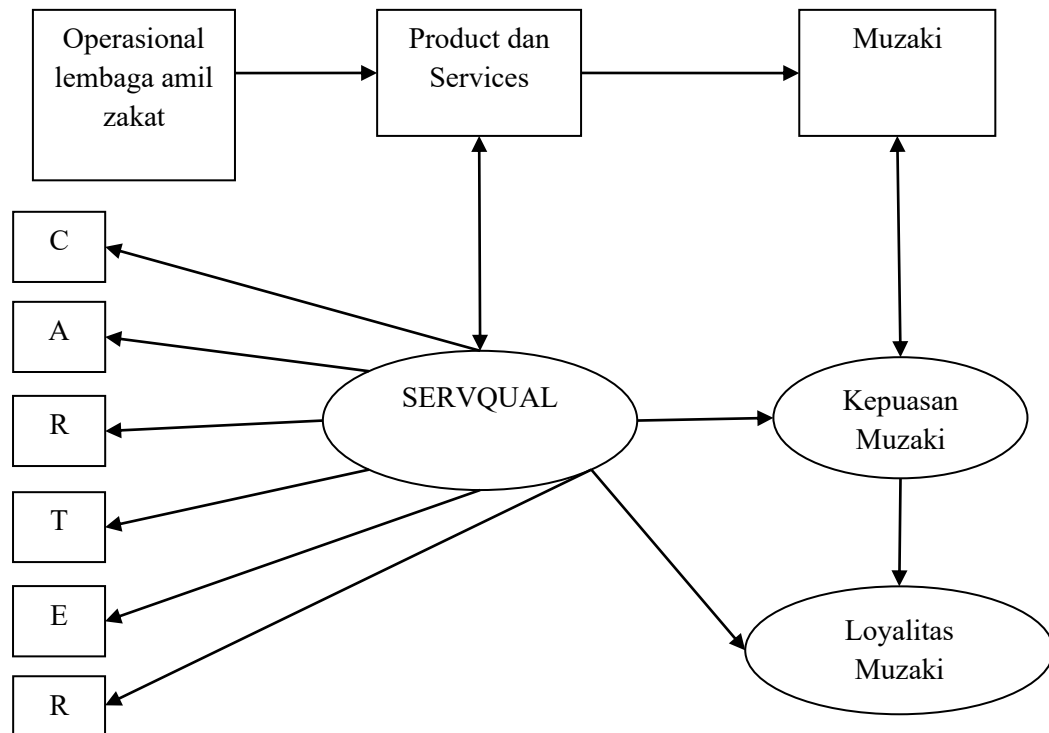 Operasional
lembaga amil
zakat
Product dan
Services
Muzaki
C
A
R
T
E
R
SERVQUAL
Kepuasan
Muzaki
Loyalitas
Muzaki